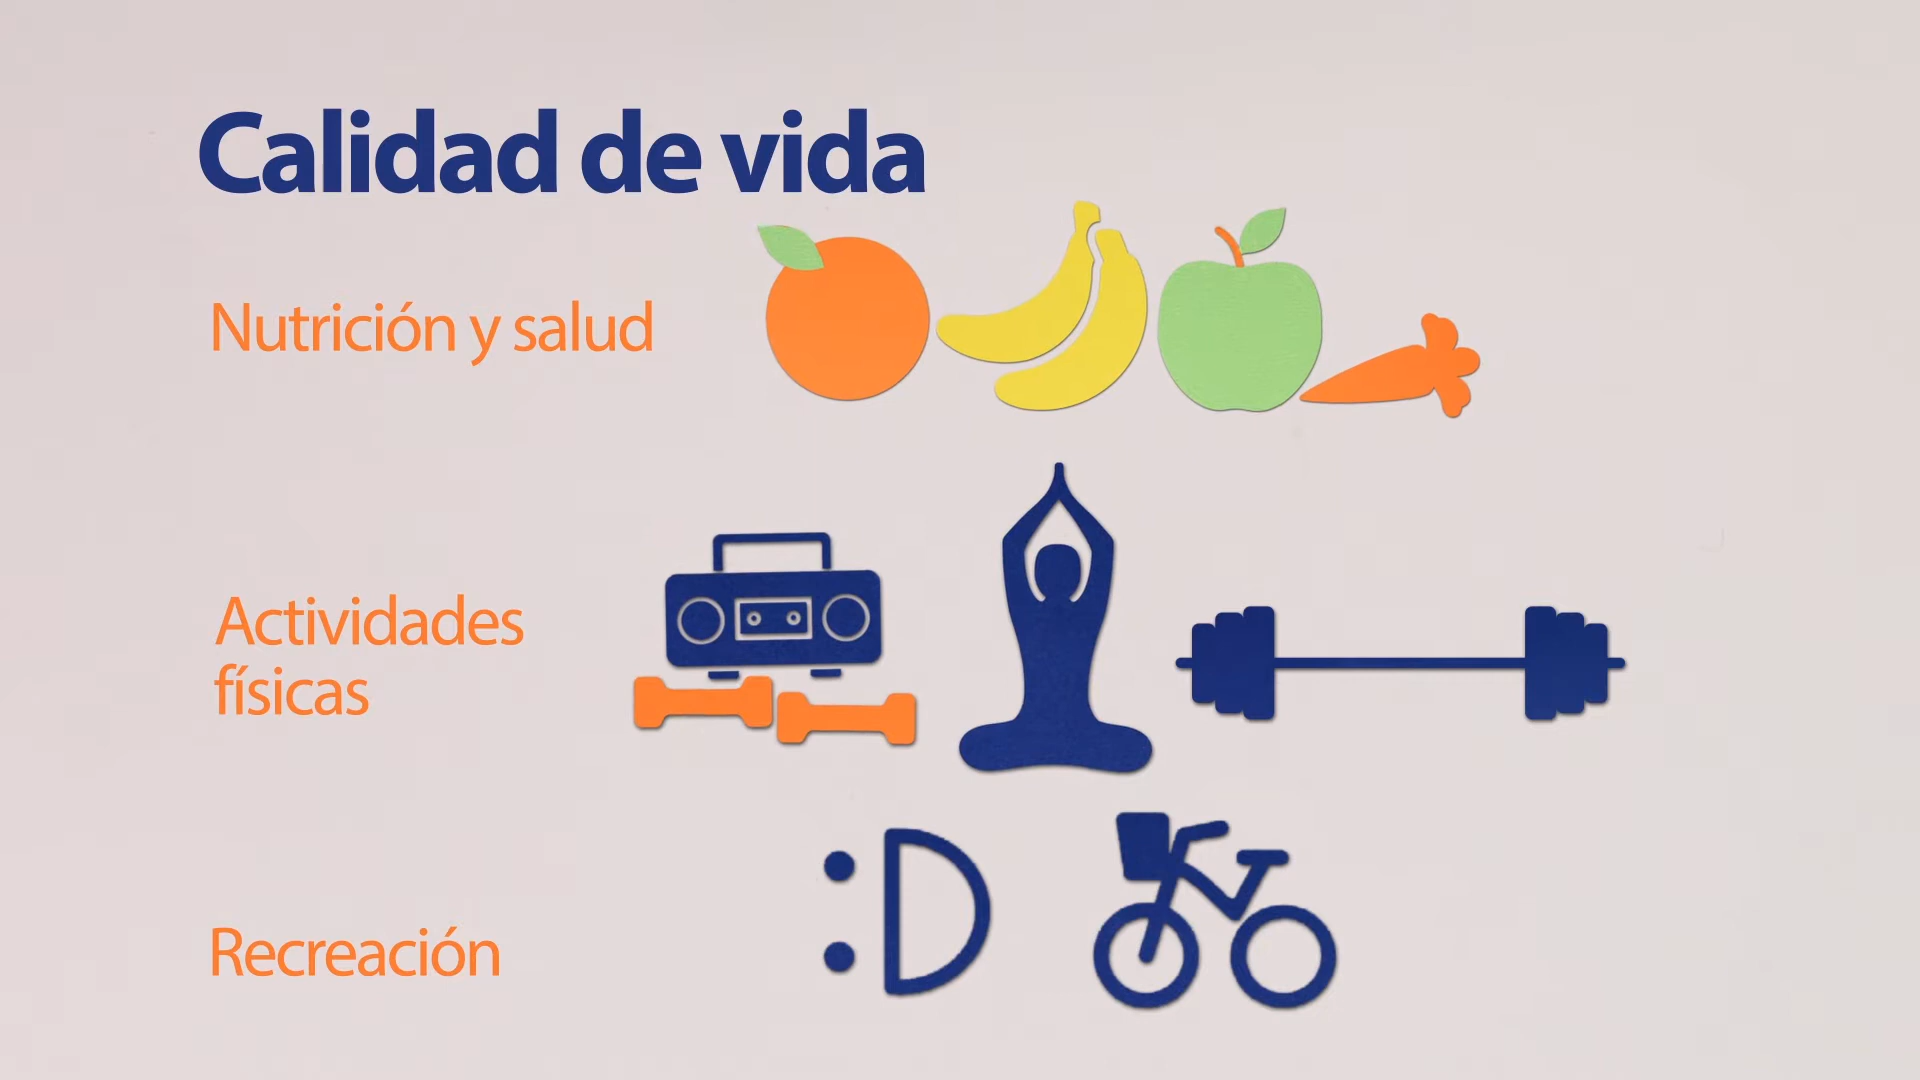 Calidad de vida
Nutrición y salud
Actividades
físicas
Recreación
:D